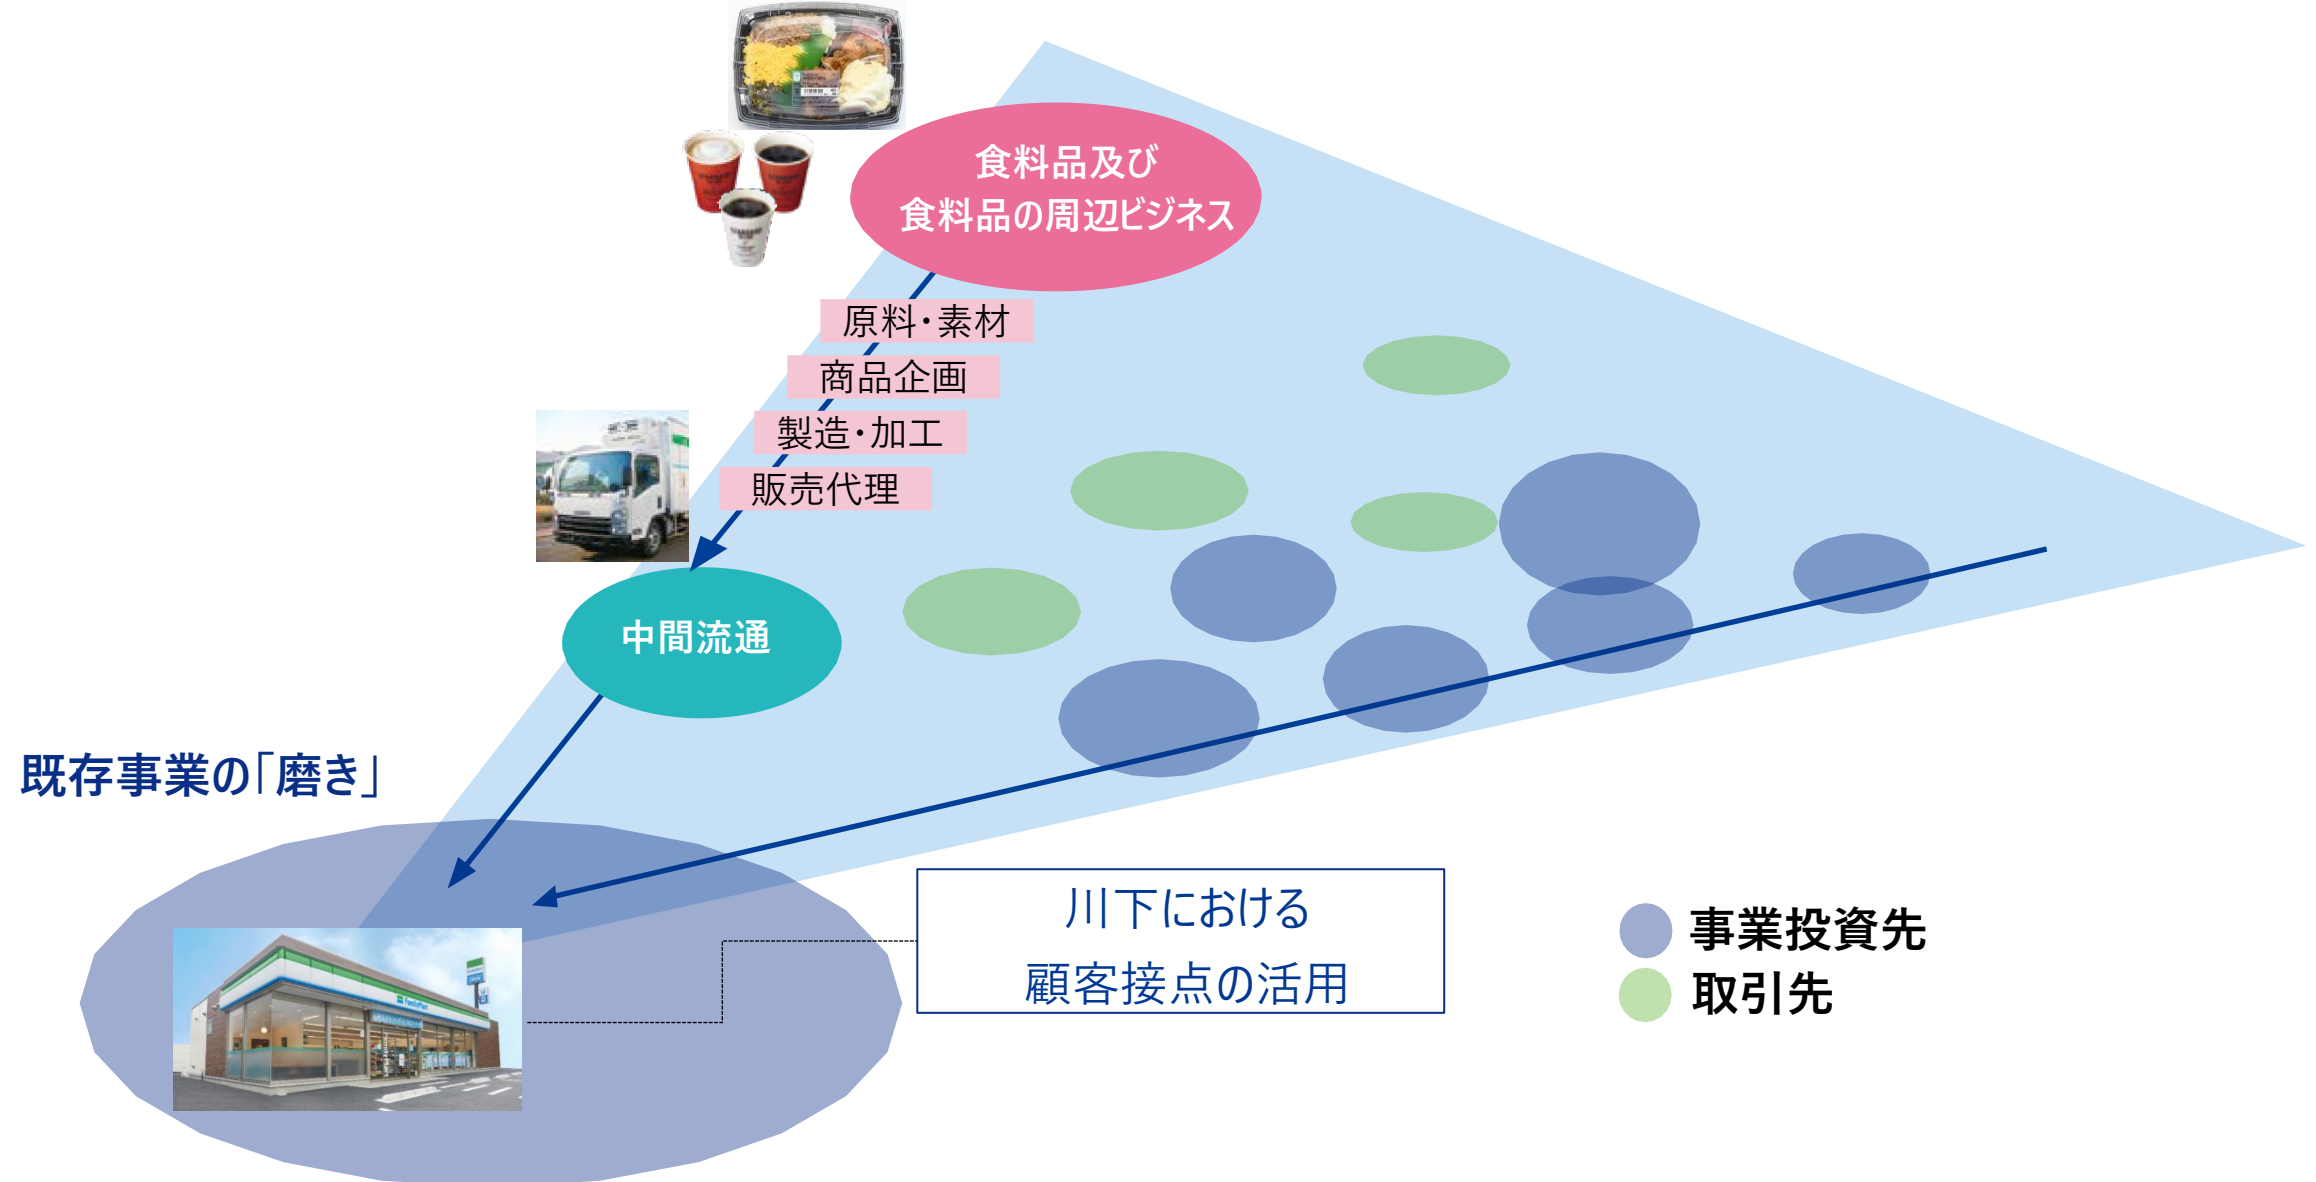 食料品及び
食料品の周辺ビジネス
原料・素材
商品企画
製造・加工
販売代理
中間流通
既存事業の「磨き」
FamilyMart
川下における
顧客接点の活用
事業投資先
取引先